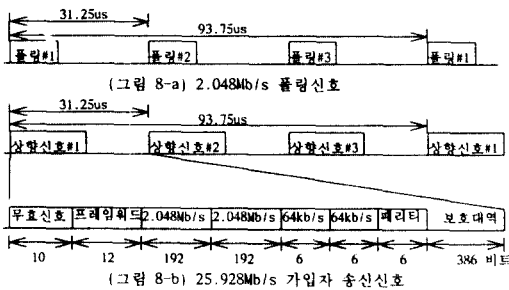 31.25us
93.75us
폴링#1 폴링#2 폴링#3 폴링#1
(그림 8-a) 2.048Mb/s 폴링신호
31.25us
93.75us
상향신호#1 상향신호#2 상향신호#3 상향신호#1
무효신호 프레임워드 2.048Mb/s 2.048Mb/s 64kb/s 64kb/s 패리티 보호대역
10 12 192 192 6 6 6 386 비트
(그림 8-b) 25.928Mb/s 가입자 송신신호